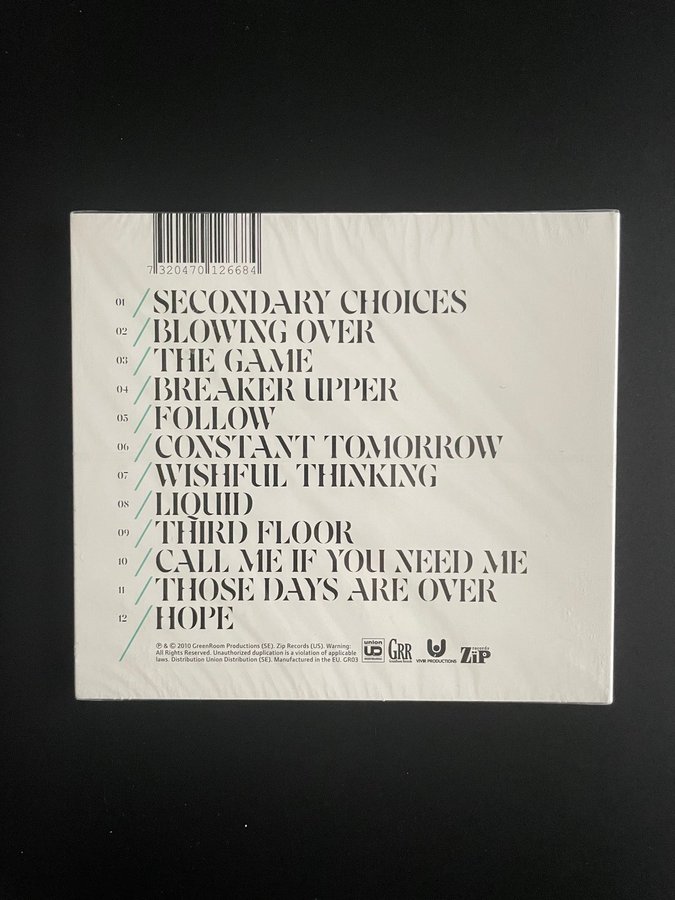 7 320470 126684
01 / SECONDARY CHOICES
02 / BLOWING OVER
03 / THE GAME
04 / BREAKER UPPER
05 / FOLLOW
06 / CONSTANT TOMORROW
07 / WISHFUL THINKING
08 / LIQUID
09 / THIRD FLOOR
10 / CALL ME IF YOU NEED ME
11 / THOSE DAYS ARE OVER
12 / HOPE
℗ & © 2010 GreenRoom Productions (SE). Zip Records (US). Warning:
All Rights Reserved. Unauthorized duplication is a violation of applicable
laws. Distribution Union Distribution (SE). Manufactured in the EU. GR03
union
UD
GRR
VIVID PRODUCTIONS
records
ZiP